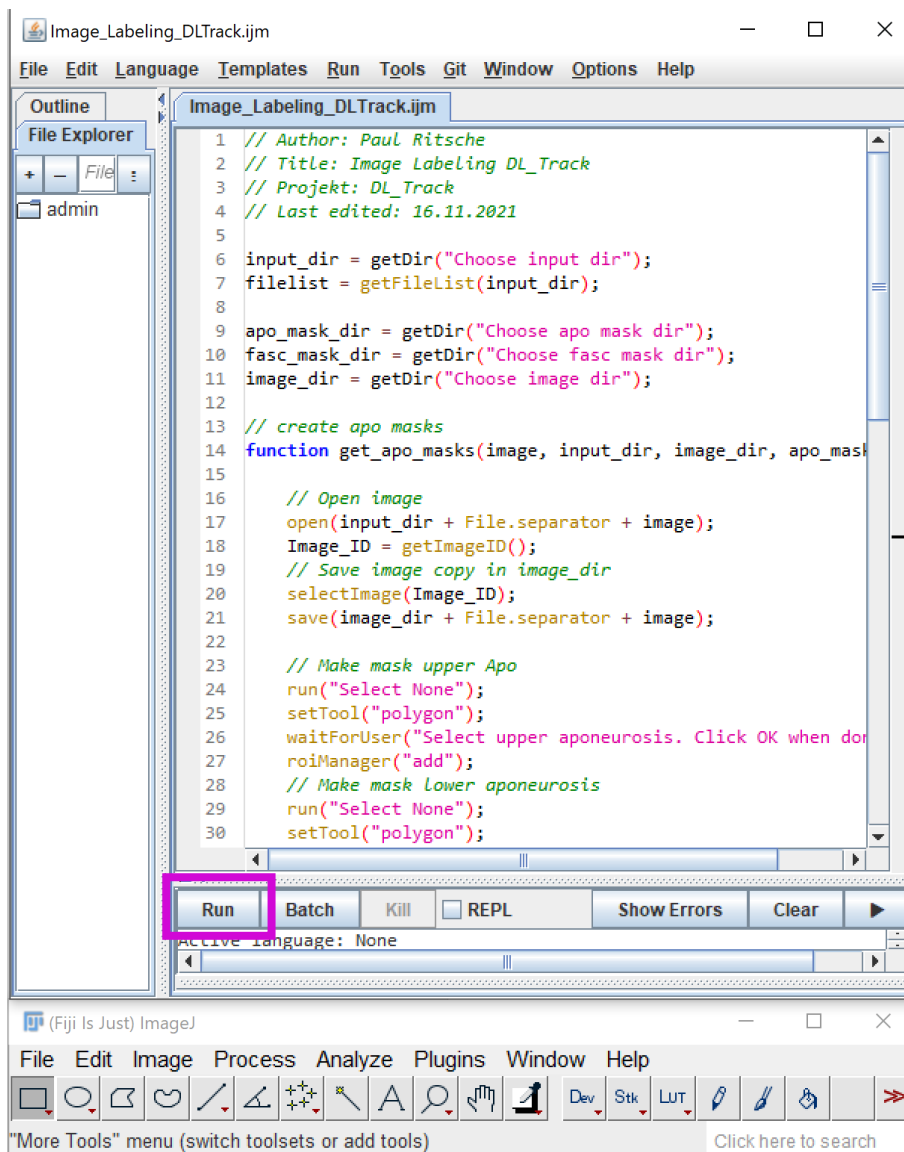 Image_Labeling_DLTrack.ijm
File Edit Language Templates Run Tools Git Window Options Help
Outline
File Explorer
+ – File
admin
Image_Labeling_DLTrack.ijm
1 // Author: Paul Ritsche
2 // Title: Image Labeling DL_Track
3 // Projekt: DL_Track
4 // Last edited: 16.11.2021
5
6 input_dir = getDir("Choose input dir");
7 filelist = getFileList(input_dir);
8
9 apo_mask_dir = getDir("Choose apo mask dir");
10 fasc_mask_dir = getDir("Choose fasc mask dir");
11 image_dir = getDir("Choose image dir");
12
13 // create apo masks
14 function get_apo_masks(image, input_dir, image_dir, apo_mask
15
16 // Open image
17 open(input_dir + File.separator + image);
18 Image_ID = getImageID();
19 // Save image copy in image_dir
20 selectImage(Image_ID);
21 save(image_dir + File.separator + image);
22
23 // Make mask upper Apo
24 run("Select None");
25 setTool("polygon");
26 waitForUser("Select upper aponeurosis. Click OK when don
27 roiManager("add");
28 // Make mask lower aponeurosis
29 run("Select None");
30 setTool("polygon");
Run Batch Kill REPL Show Errors Clear
Active language: None
(Fiji Is Just) ImageJ
File Edit Image Process Analyze Plugins Window Help
A Dev Stk LUT
"More Tools" menu (switch toolsets or add tools) Click here to search